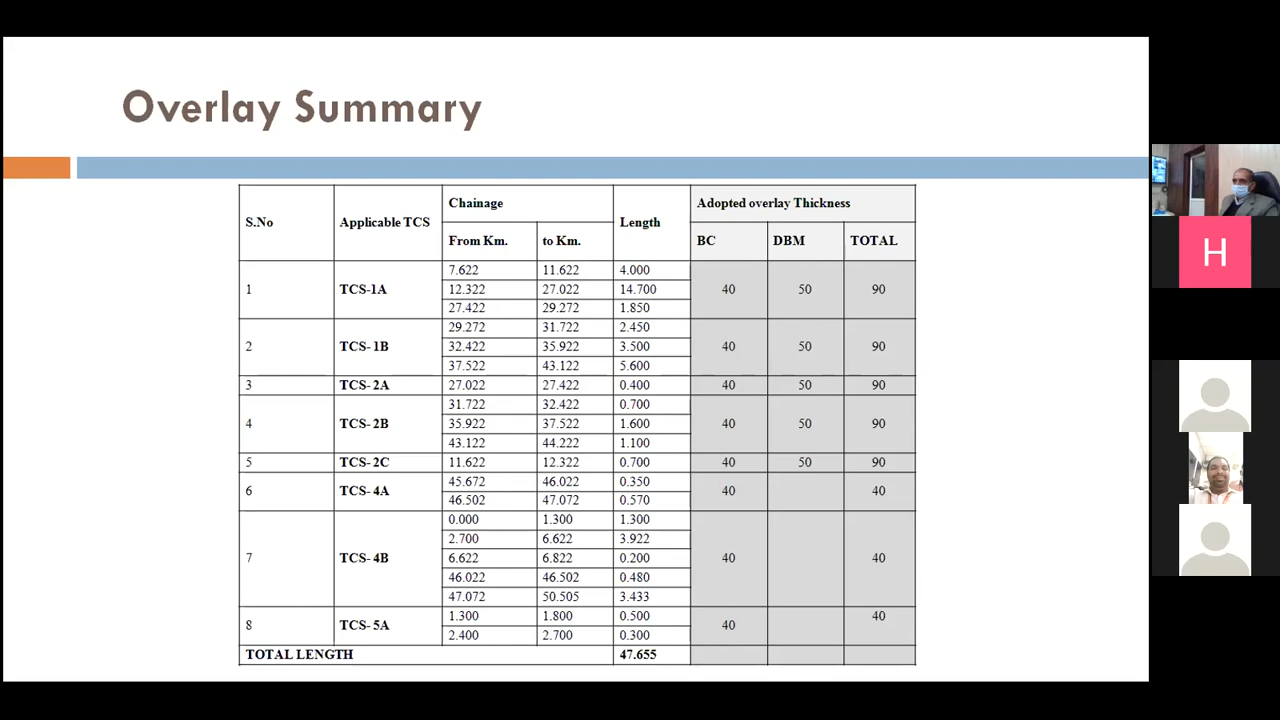 Overlay Summary
S.No Applicable TCS Chainage Length Adopted overlay Thickness
From Km. to Km. BC DBM TOTAL
1 TCS-1A 7.622 11.622 4.000 40 50 90
12.322 27.022 14.700
27.422 29.272 1.850
2 TCS- 1B 29.272 31.722 2.450 40 50 90
32.422 35.922 3.500
37.522 43.122 5.600
3 TCS- 2A 27.022 27.422 0.400 40 50 90
4 TCS- 2B 31.722 32.422 0.700 40 50 90
35.922 37.522 1.600
43.122 44.222 1.100
5 TCS- 2C 11.622 12.322 0.700 40 50 90
6 TCS- 4A 45.672 46.022 0.350 40 40
46.502 47.072 0.570
7 TCS- 4B 0.000 1.300 1.300 40 40
2.700 6.622 3.922
6.622 6.822 0.200
46.022 46.502 0.480
47.072 50.505 3.433
8 TCS- 5A 1.300 1.800 0.500 40 40
2.400 2.700 0.300
TOTAL LENGTH 47.655
H